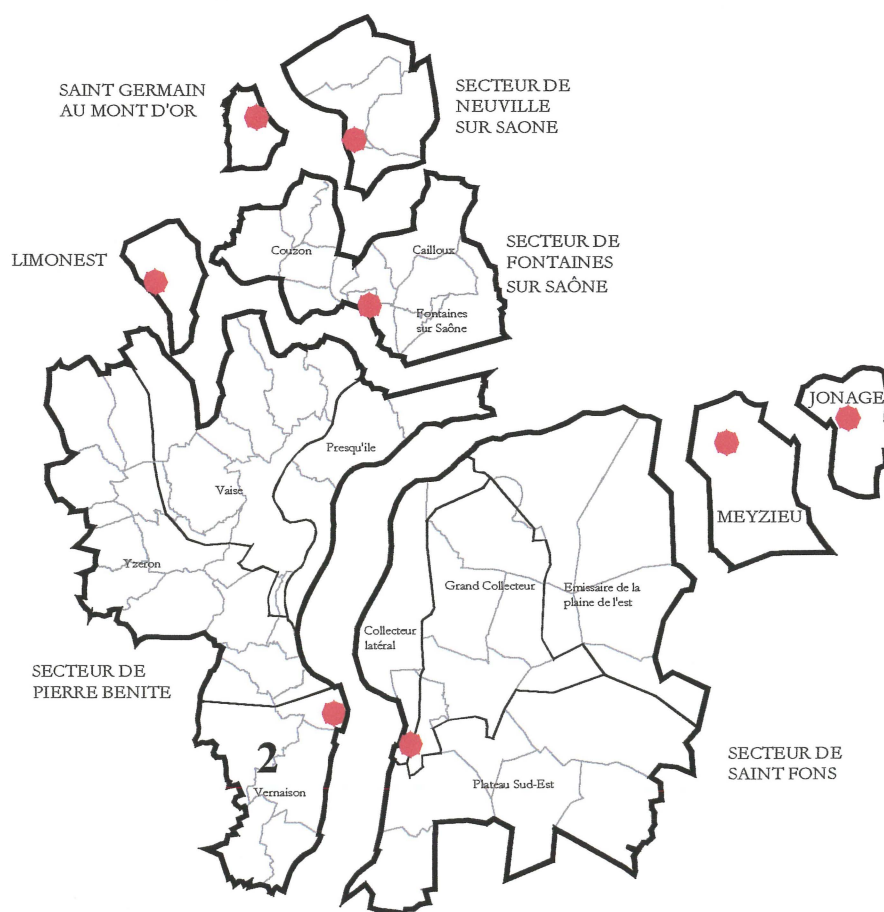 SAINT GERMAIN
AU MONT D'OR
SECTEUR DE
NEUVILLE
SUR SAONE
LIMONEST
Couzon
Cailloux
SECTEUR DE
FONTAINES
SUR SAÔNE
Fontaines
sur Saône
JONAGE
Presqu'ile
Vaise
MEYZIEU
Yzeron
Grand Collecteur
Emissaire de la
plaine de l'est
Collecteur
latéral
SECTEUR DE
PIERRE BENITE
2
Vernaison
Plateau Sud-Est
SECTEUR DE
SAINT FONS